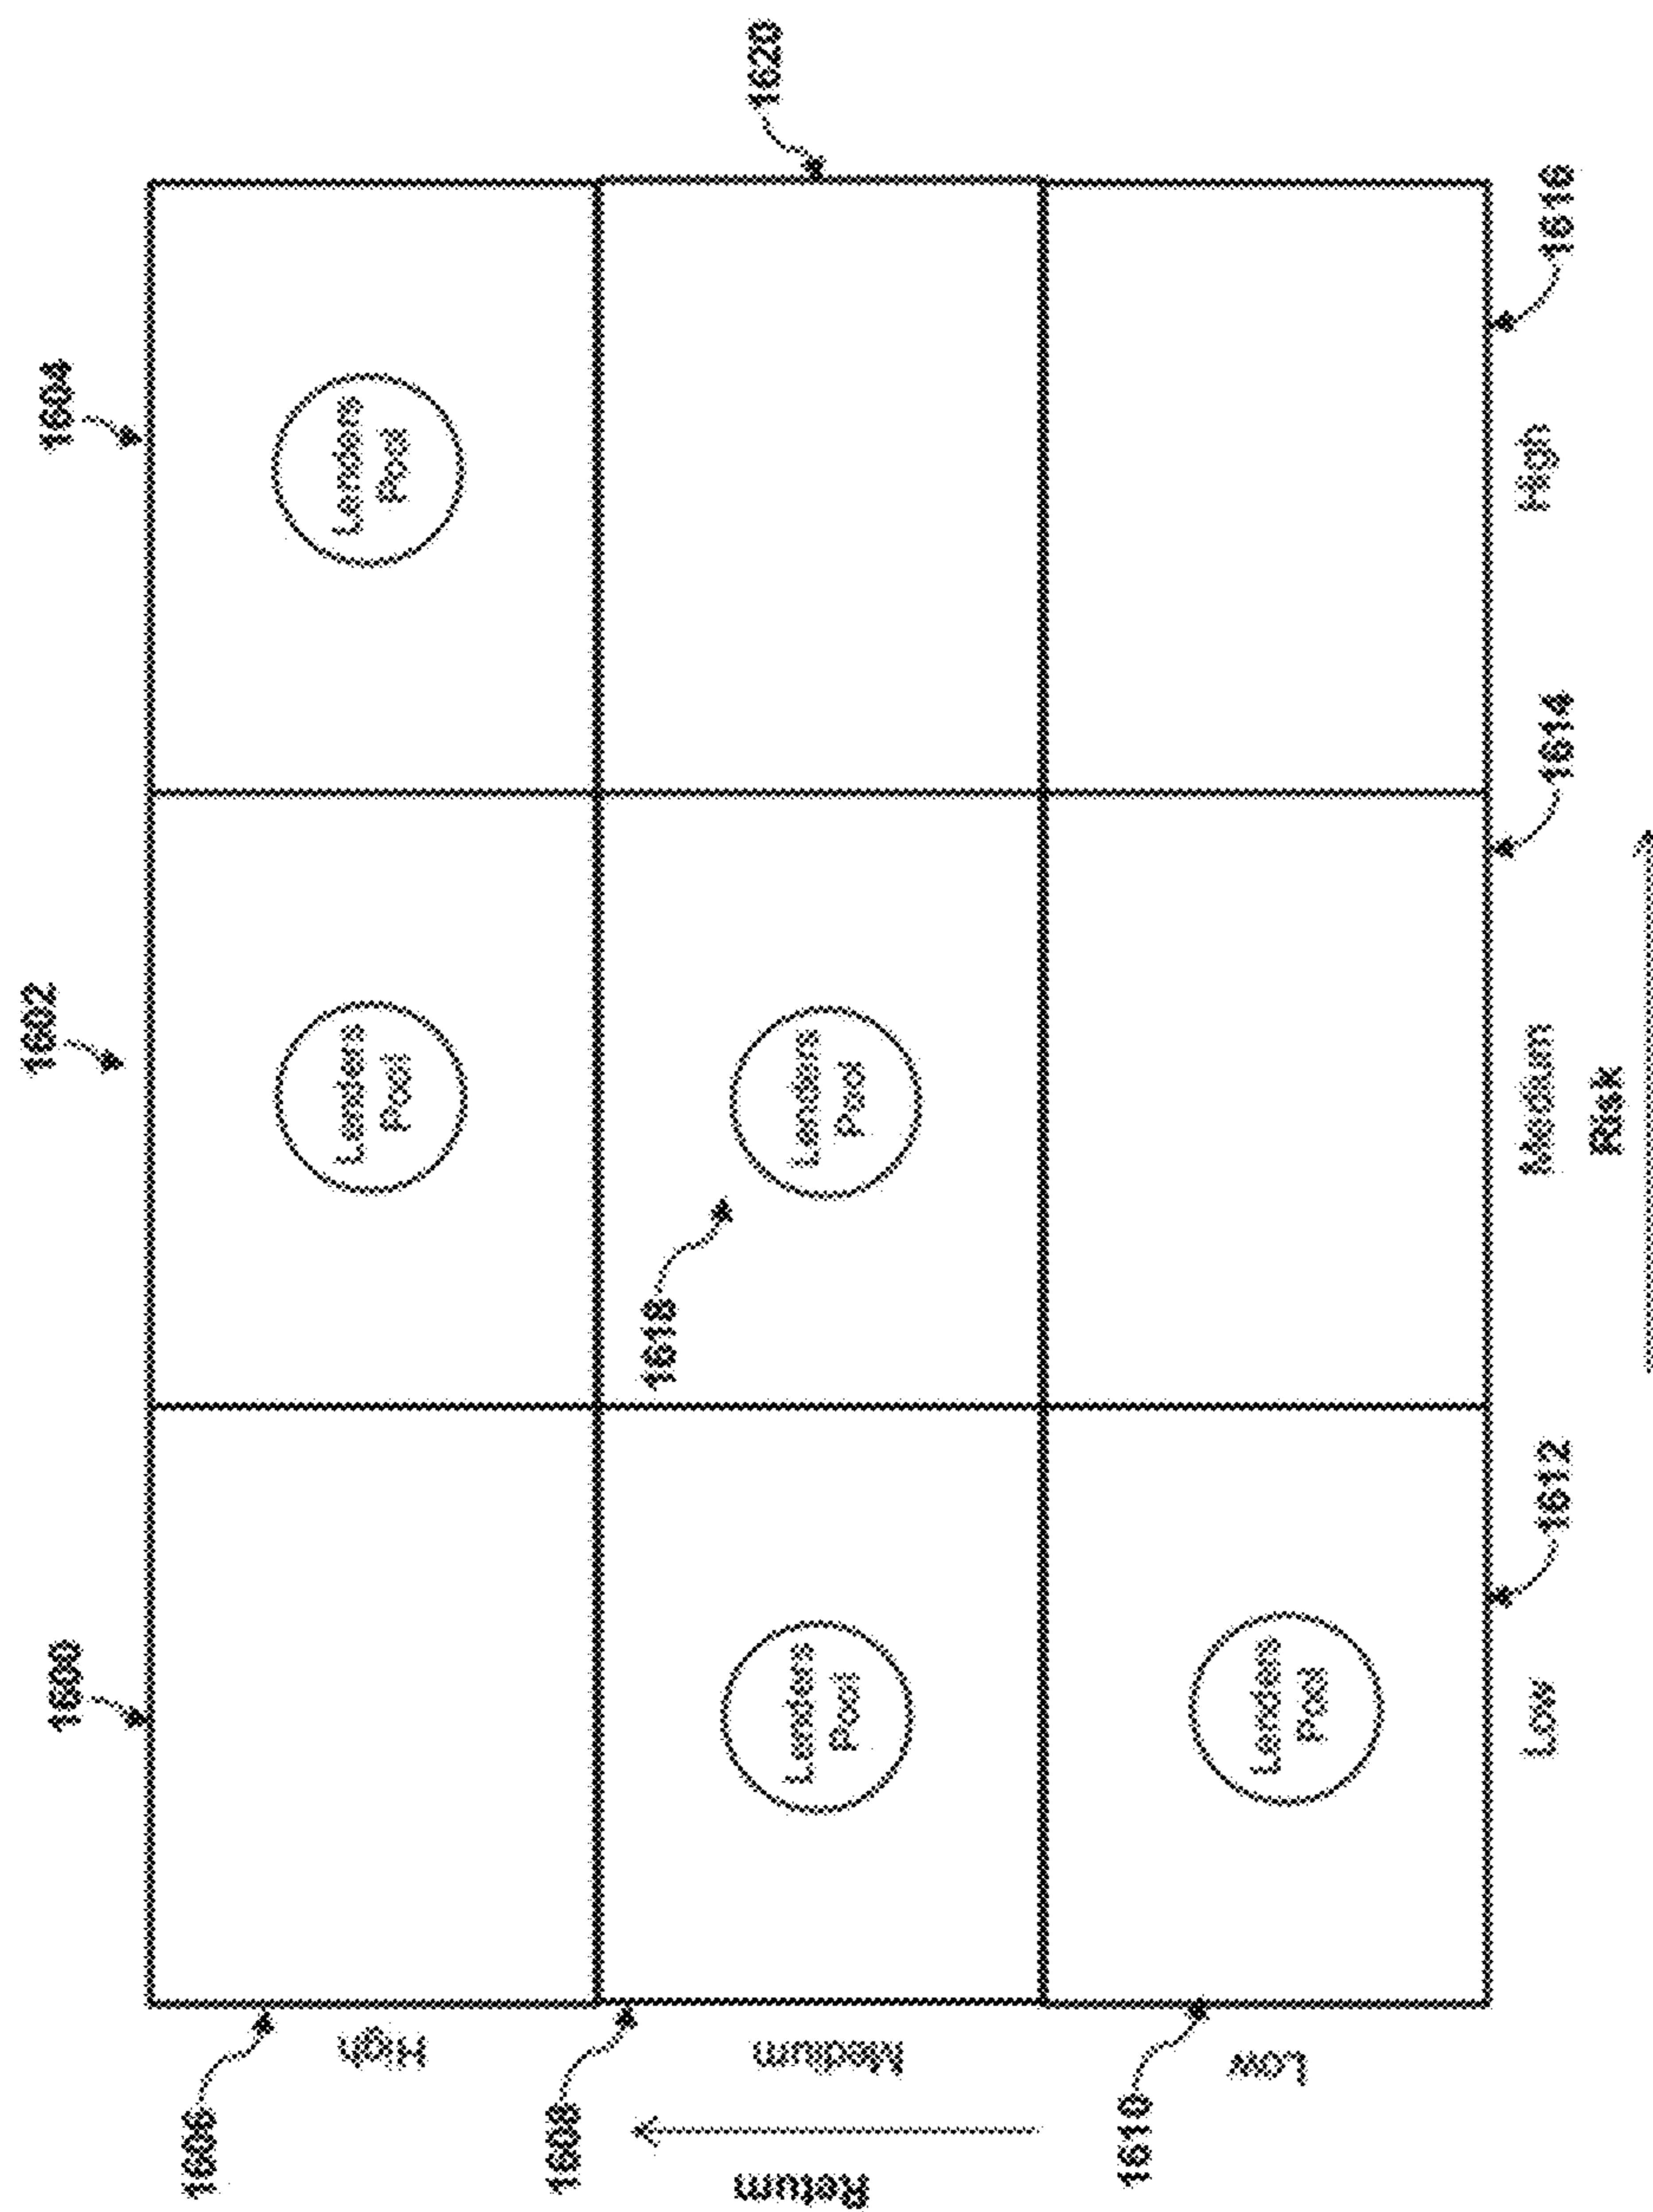 1600
1602
1604
1606
High
Lenders
Pool
Lenders
Pool
1608
1618
1620
Return
Medium
Lenders
Pool
Lenders
Pool
1610
Low
Lenders
Pool
1612
1614
1616
Low
Medium
High
Risk